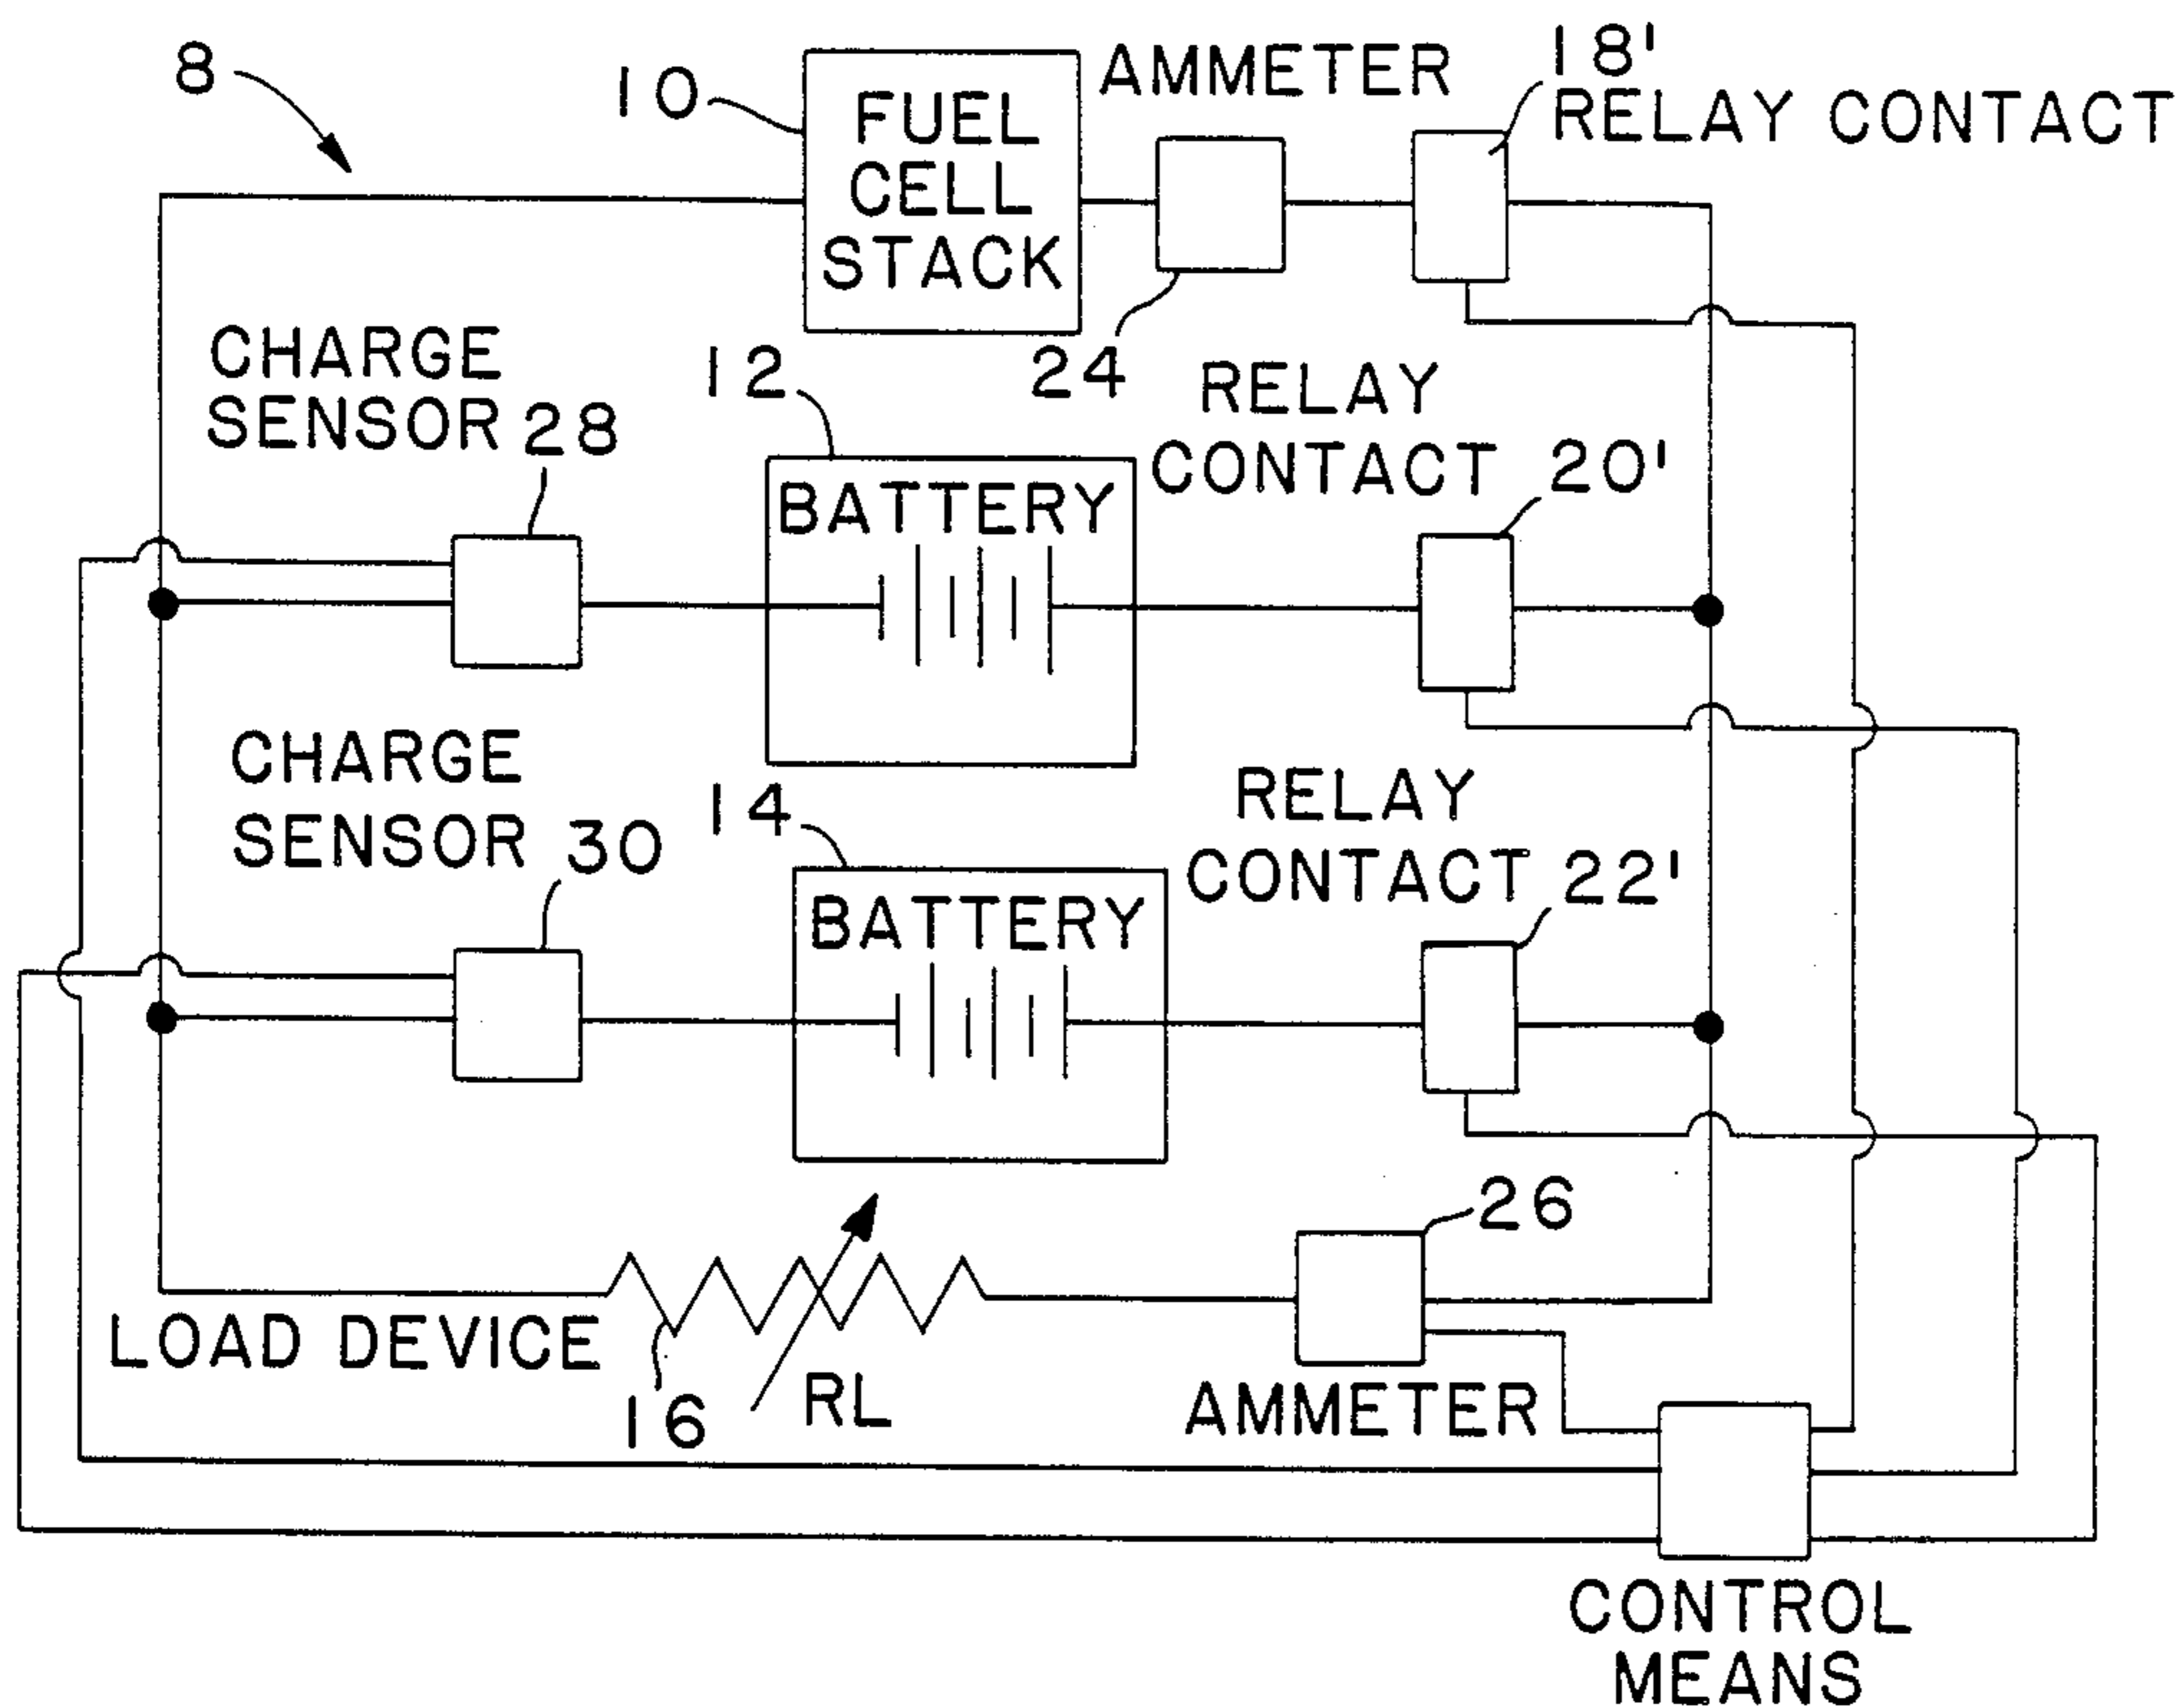 8
10
FUEL
CELL
STACK
AMMETER
18'
RELAY CONTACT
24
CHARGE
SENSOR 28
12
BATTERY
RELAY
CONTACT 20'
CHARGE
SENSOR 30
14
BATTERY
RELAY
CONTACT 22'
26
LOAD DEVICE
16
RL
AMMETER
CONTROL
MEANS